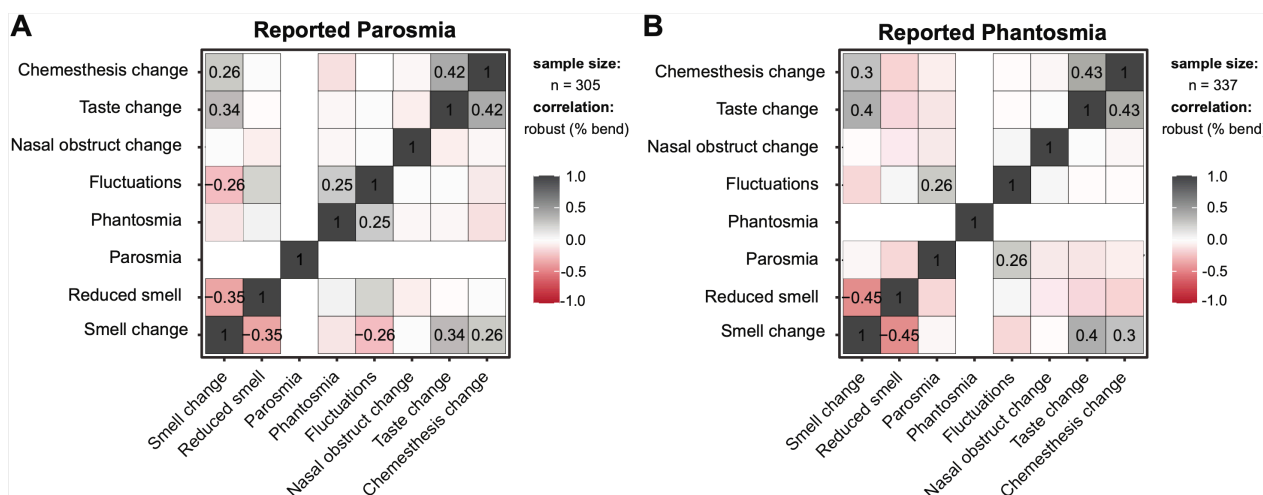 A
Reported Parosmia
Chemesthesis change 0.26 0.42 1
Taste change 0.34 1 0.42
Nasal obstruct change 1
Fluctuations −0.26 0.25 1
Phantosmia 1 0.25
Parosmia 1
Reduced smell −0.35 1
Smell change 1 −0.35 −0.26 0.34 0.26
Smell change
Reduced smell
Parosmia
Phantosmia
Fluctuations
Nasal obstruct change
Taste change
Chemesthesis change
sample size:
n = 305
correlation:
robust (% bend)
1.0
0.5
0.0
-0.5
-1.0
B
Reported Phantosmia
Chemesthesis change 0.3 0.43 1
Taste change 0.4 1 0.43
Nasal obstruct change 1
Fluctuations 0.26 1
Phantosmia 1
Parosmia 1 0.26
Reduced smell −0.45 1
Smell change 1 −0.45 0.4 0.3
Smell change
Reduced smell
Parosmia
Phantosmia
Fluctuations
Nasal obstruct change
Taste change
Chemesthesis change
sample size:
n = 337
correlation:
robust (% bend
1.0
0.5
0.0
-0.5
-1.0